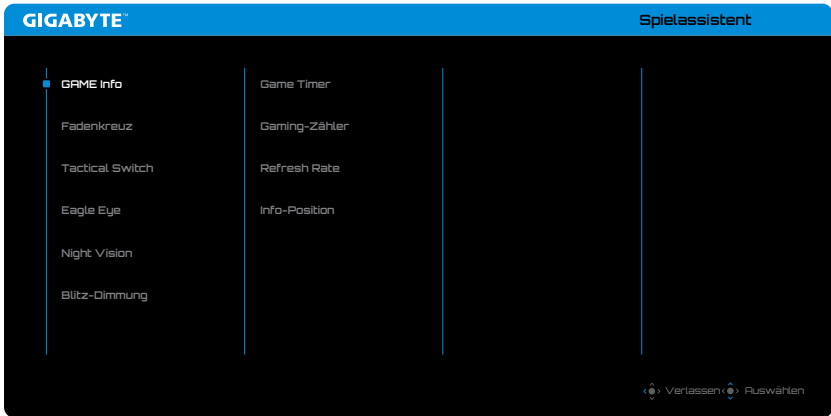 GIGABYTE™
Spielassistent
GAME Info
Fadenkreuz
Tactical Switch
Eagle Eye
Night Vision
Blitz-Dimmung
Game Timer
Gaming-Zähler
Refresh Rate
Info-Position
Verlassen Auswählen